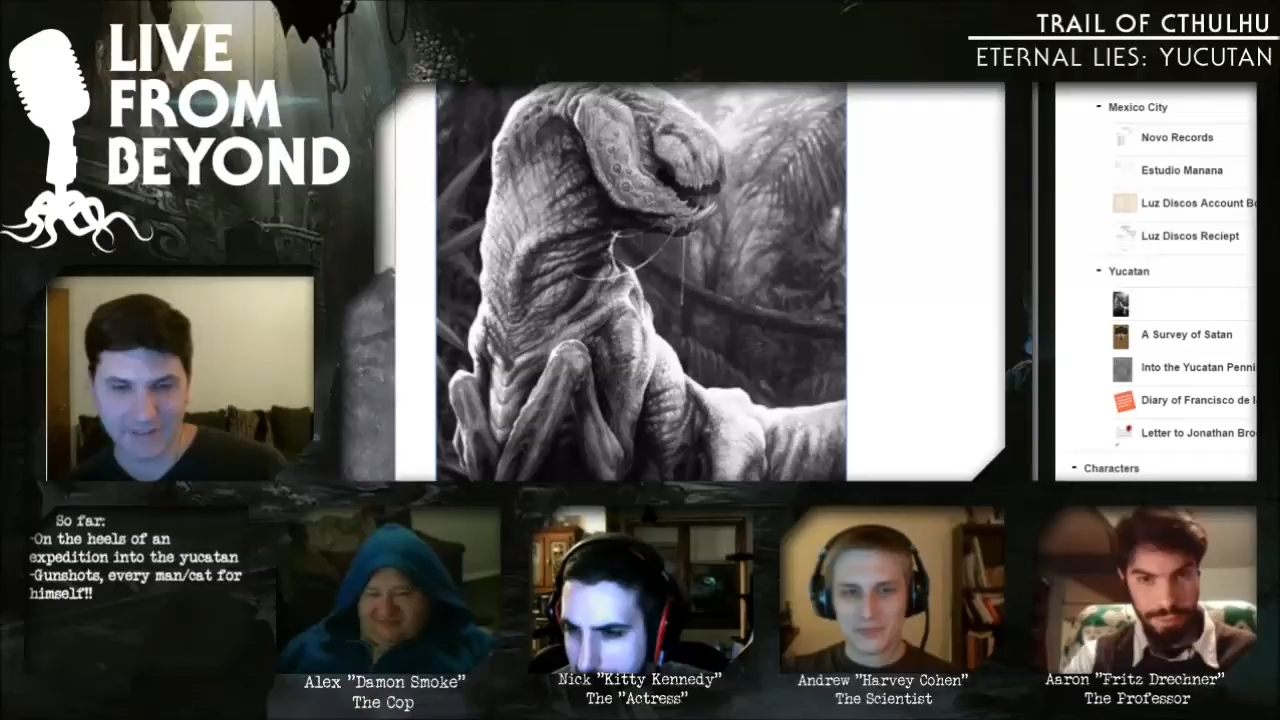 LIVE
FROM
BEYOND
TRAIL OF CTHULHU
ETERNAL LIES: YUCUTAN
- Mexico City
Novo Records
Estudio Manana
Luz Discos Account Bo
Luz Discos Reciept
- Yucatan
A Survey of Satan
Into the Yucatan Penni
Diary of Francisco de l
Letter to Jonathan Bro
- Characters
So far:
-On the heels of an
expedition into the yucatan
-Gunshots, every man/cat for
himself!!
Alex "Damon Smoke"
The Cop
Nick "Kitty Kennedy"
The "Actress"
Andrew "Harvey Cohen"
The Scientist
Aaron "Fritz Drechner"
The Professor